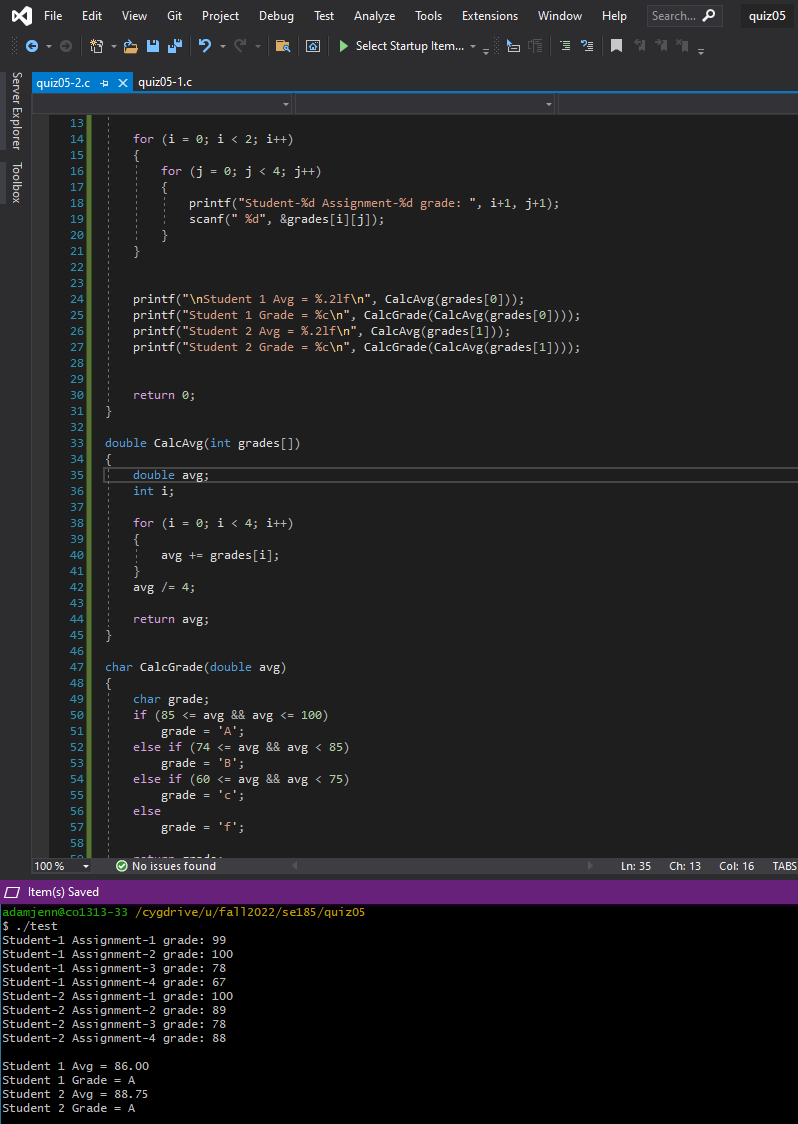 File Edit View Git Project Debug Test Analyze Tools Extensions Window Help Search... quiz05
Select Startup Item...
Server Explorer
Toolbox
quiz05-2.c quiz05-1.c
13
14 for (i = 0; i < 2; i++)
15 {
16 for (j = 0; j < 4; j++)
17 {
18 printf("Student-%d Assignment-%d grade: ", i+1, j+1);
19 scanf(" %d", &grades[i][j]);
20 }
21 }
22
23
24 printf("\nStudent 1 Avg = %.2lf\n", CalcAvg(grades[0]));
25 printf("Student 1 Grade = %c\n", CalcGrade(CalcAvg(grades[0])));
26 printf("Student 2 Avg = %.2lf\n", CalcAvg(grades[1]));
27 printf("Student 2 Grade = %c\n", CalcGrade(CalcAvg(grades[1])));
28
29
30 return 0;
31 }
32
33 double CalcAvg(int grades[])
34 {
35 double avg;
36 int i;
37
38 for (i = 0; i < 4; i++)
39 {
40 avg += grades[i];
41 }
42 avg /= 4;
43
44 return avg;
45 }
46
47 char CalcGrade(double avg)
48 {
49 char grade;
50 if (85 <= avg && avg <= 100)
51 grade = 'A';
52 else if (74 <= avg && avg < 85)
53 grade = 'B';
54 else if (60 <= avg && avg < 75)
55 grade = 'c';
56 else
57 grade = 'f';
58
59 return grade;
100 % No issues found Ln: 35 Ch: 13 Col: 16 TABS
Item(s) Saved
adamjenn@co1313-33 /cygdrive/u/fall2022/se185/quiz05
$ ./test
Student-1 Assignment-1 grade: 99
Student-1 Assignment-2 grade: 100
Student-1 Assignment-3 grade: 78
Student-1 Assignment-4 grade: 67
Student-2 Assignment-1 grade: 100
Student-2 Assignment-2 grade: 89
Student-2 Assignment-3 grade: 78
Student-2 Assignment-4 grade: 88
Student 1 Avg = 86.00
Student 1 Grade = A
Student 2 Avg = 88.75
Student 2 Grade = A